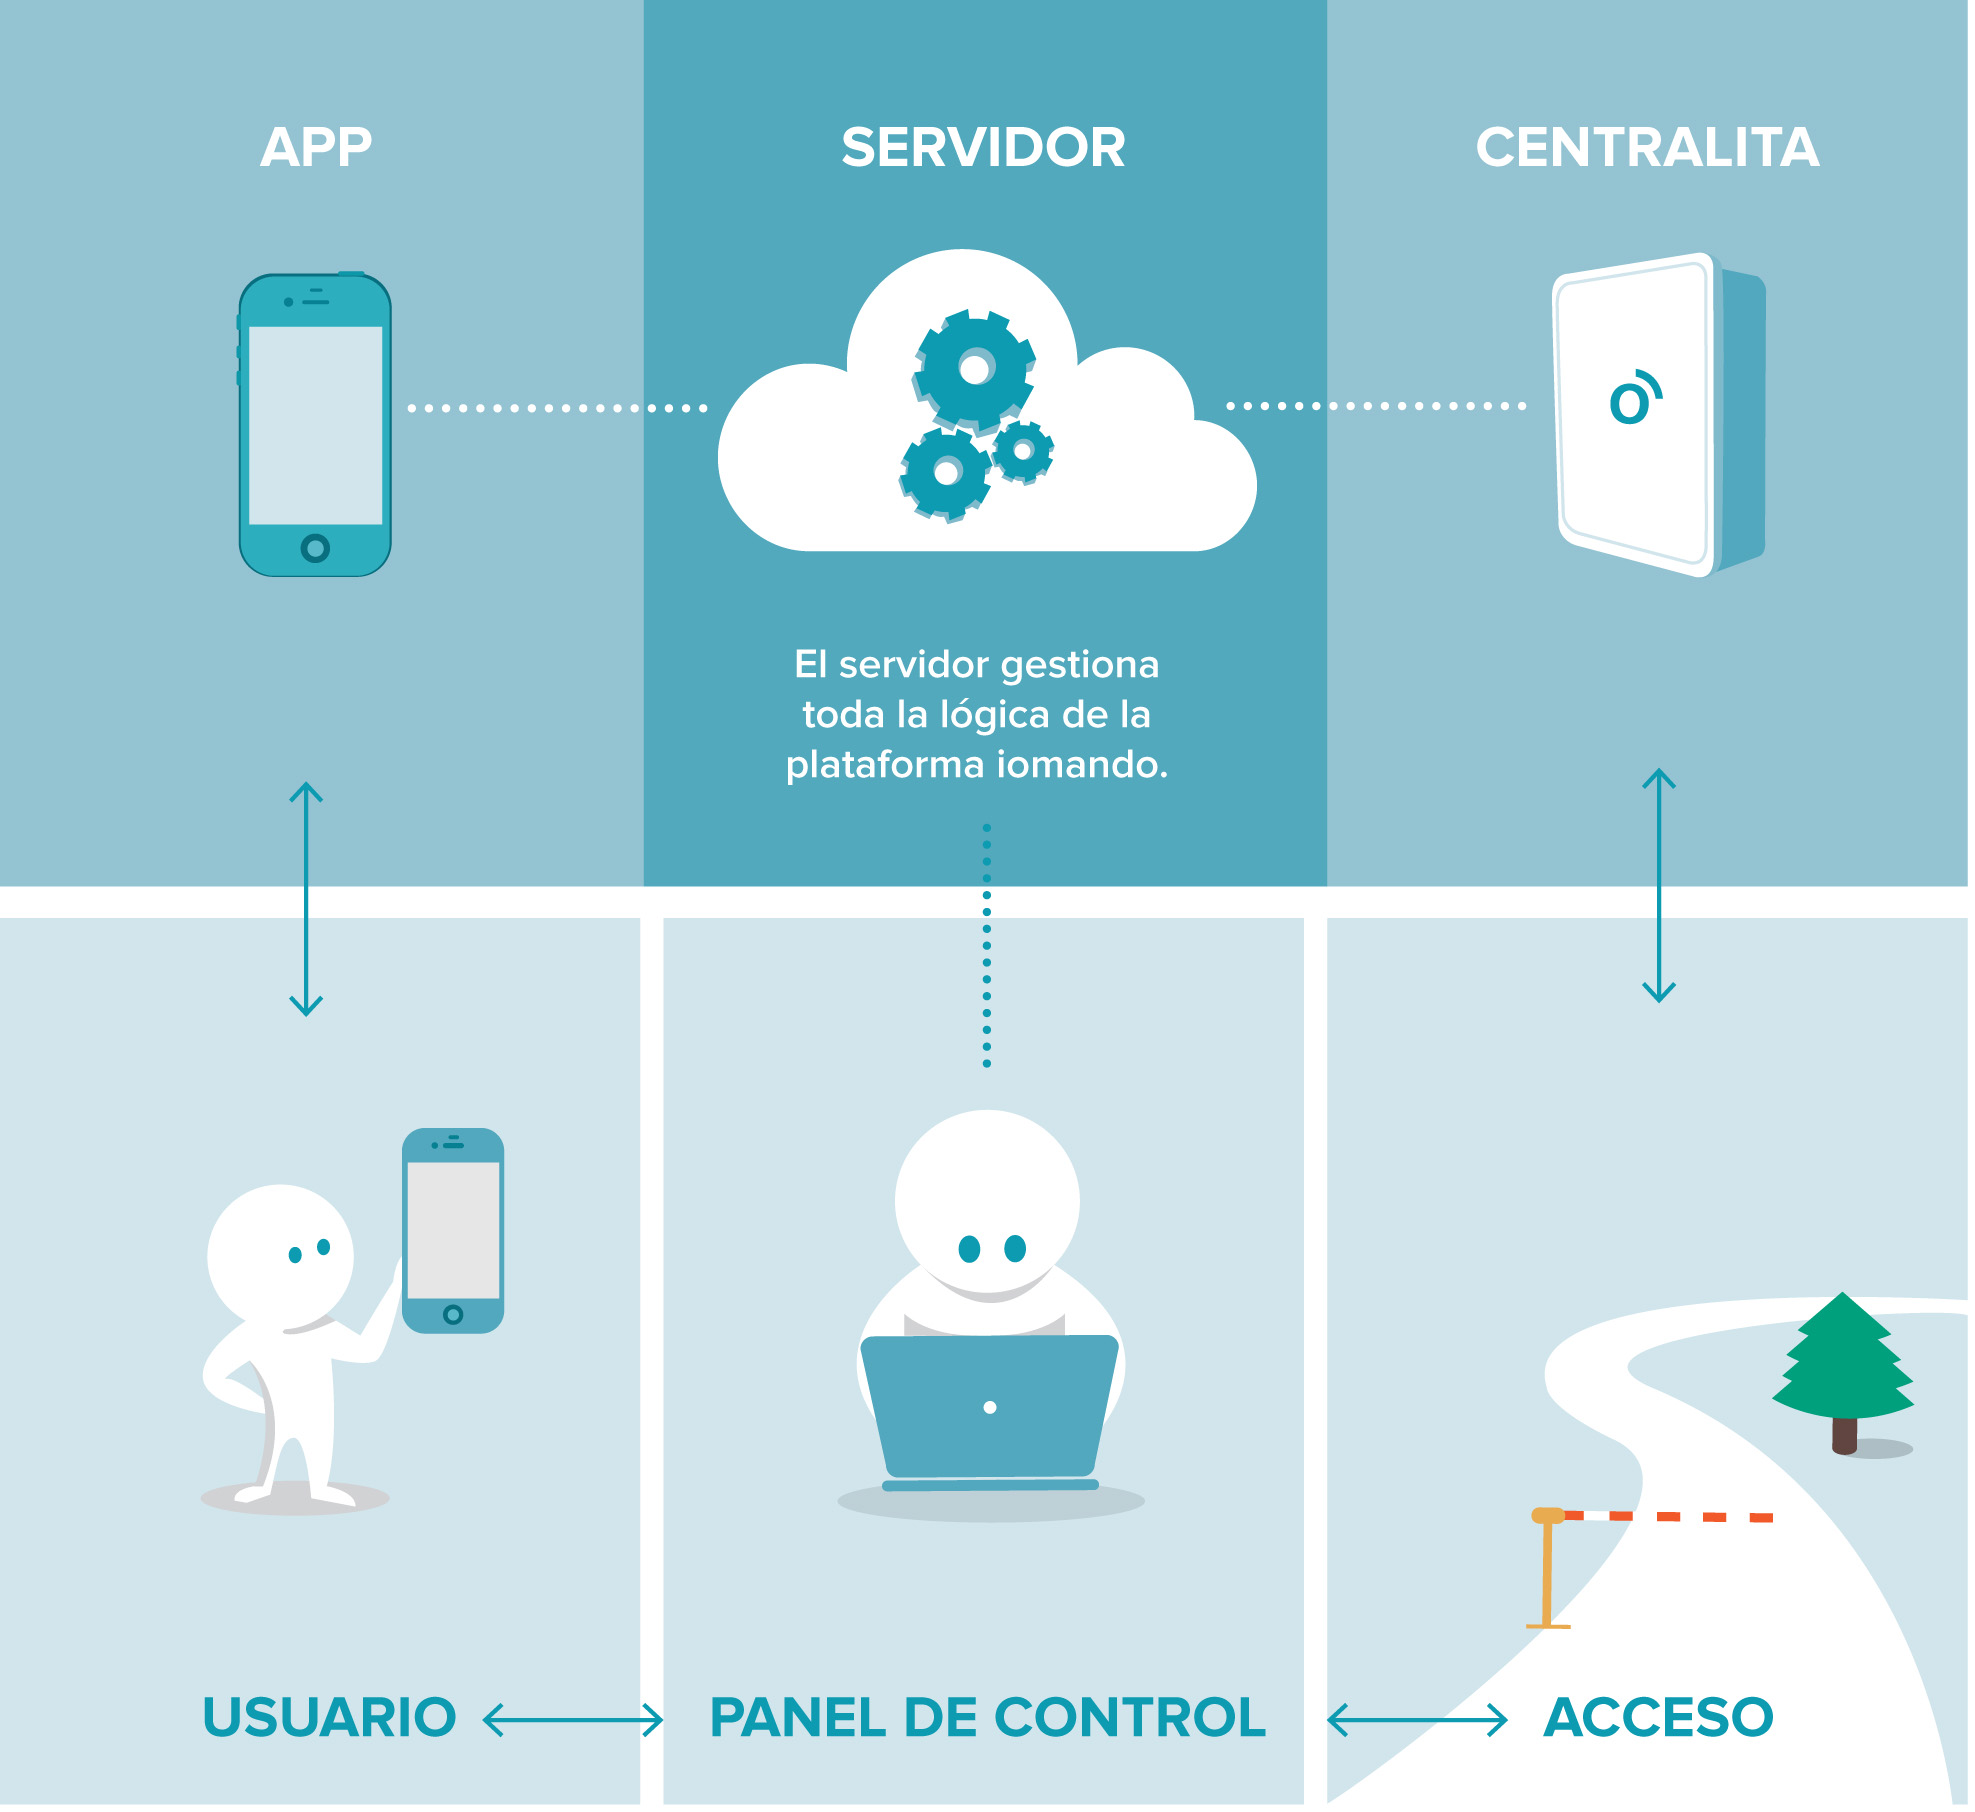 APP
SERVIDOR
CENTRALITA
El servidor gestiona
toda la lógica de la
plataforma iomando.
USUARIO
PANEL DE CONTROL
ACCESO